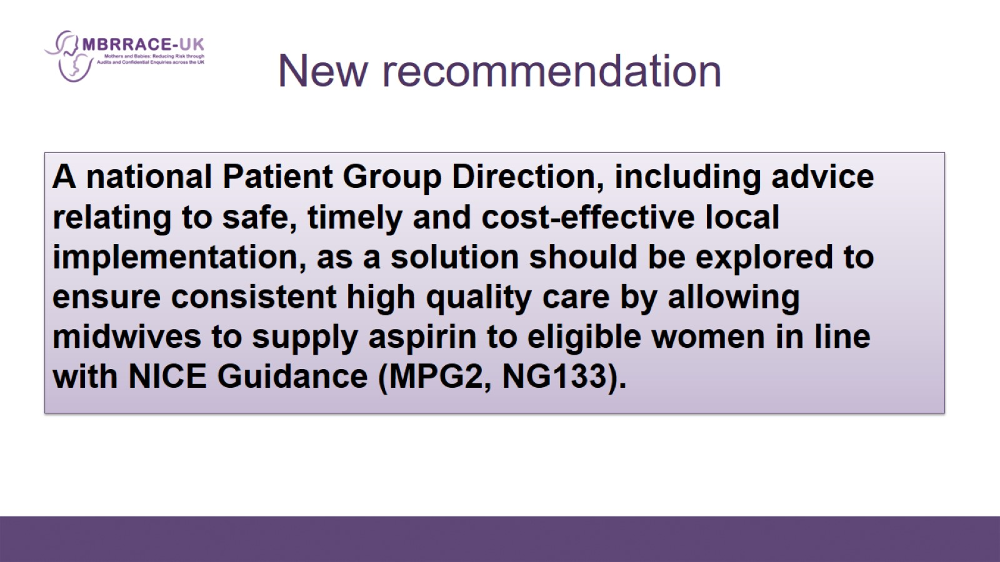 MBRRACE-UK
Mothers and Babies: Reducing Risk through
Audits and Confidential Enquiries across the UK
New recommendation
A national Patient Group Direction, including advice
relating to safe, timely and cost-effective local
implementation, as a solution should be explored to
ensure consistent high quality care by allowing
midwives to supply aspirin to eligible women in line
with NICE Guidance (MPG2, NG133).